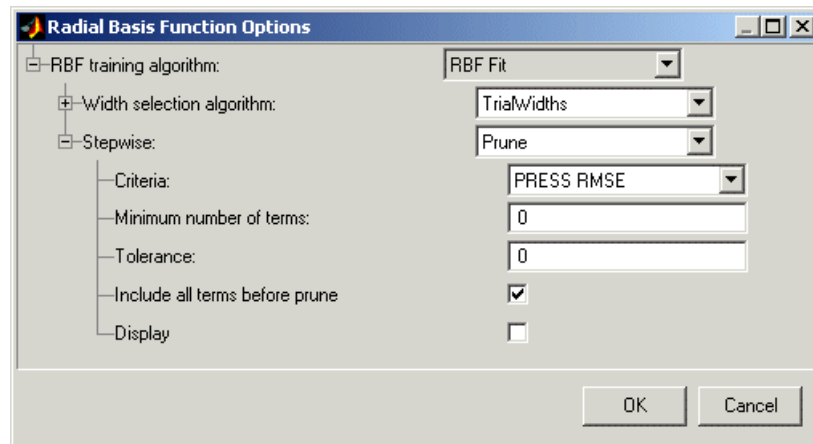 Radial Basis Function Options
RBF training algorithm: RBF Fit
Width selection algorithm: TrialWidths
Stepwise: Prune
Criteria: PRESS RMSE
Minimum number of terms: 0
Tolerance: 0
Include all terms before prune
Display
OK Cancel